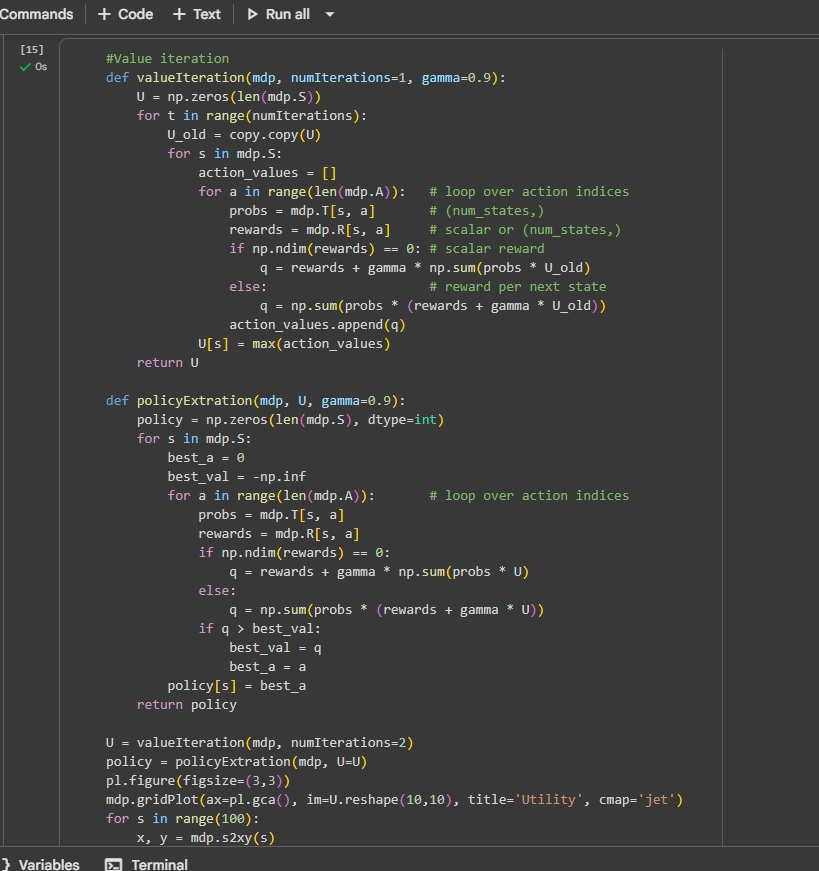 Commands + Code + Text Run all
[15]
0s
#Value iteration
def valueIteration(mdp, numIterations=1, gamma=0.9):
    U = np.zeros(len(mdp.S))
    for t in range(numIterations):
        U_old = copy.copy(U)
        for s in mdp.S:
            action_values = []
            for a in range(len(mdp.A)):   # loop over action indices
                probs = mdp.T[s, a]       # (num_states,)
                rewards = mdp.R[s, a]     # scalar or (num_states,)
                if np.ndim(rewards) == 0: # scalar reward
                    q = rewards + gamma * np.sum(probs * U_old)
                else:                     # reward per next state
                    q = np.sum(probs * (rewards + gamma * U_old))
                action_values.append(q)
            U[s] = max(action_values)
    return U
def policyExtration(mdp, U, gamma=0.9):
    policy = np.zeros(len(mdp.S), dtype=int)
    for s in mdp.S:
        best_a = 0
        best_val = -np.inf
        for a in range(len(mdp.A)):       # loop over action indices
            probs = mdp.T[s, a]
            rewards = mdp.R[s, a]
            if np.ndim(rewards) == 0:
                q = rewards + gamma * np.sum(probs * U)
            else:
                q = np.sum(probs * (rewards + gamma * U))
            if q > best_val:
                best_val = q
                best_a = a
        policy[s] = best_a
    return policy
U = valueIteration(mdp, numIterations=2)
policy = policyExtration(mdp, U=U)
pl.figure(figsize=(3,3))
mdp.gridPlot(ax=pl.gca(), im=U.reshape(10,10), title='Utility', cmap='jet')
for s in range(100):
    x, y = mdp.s2xy(s)
} Variables Terminal